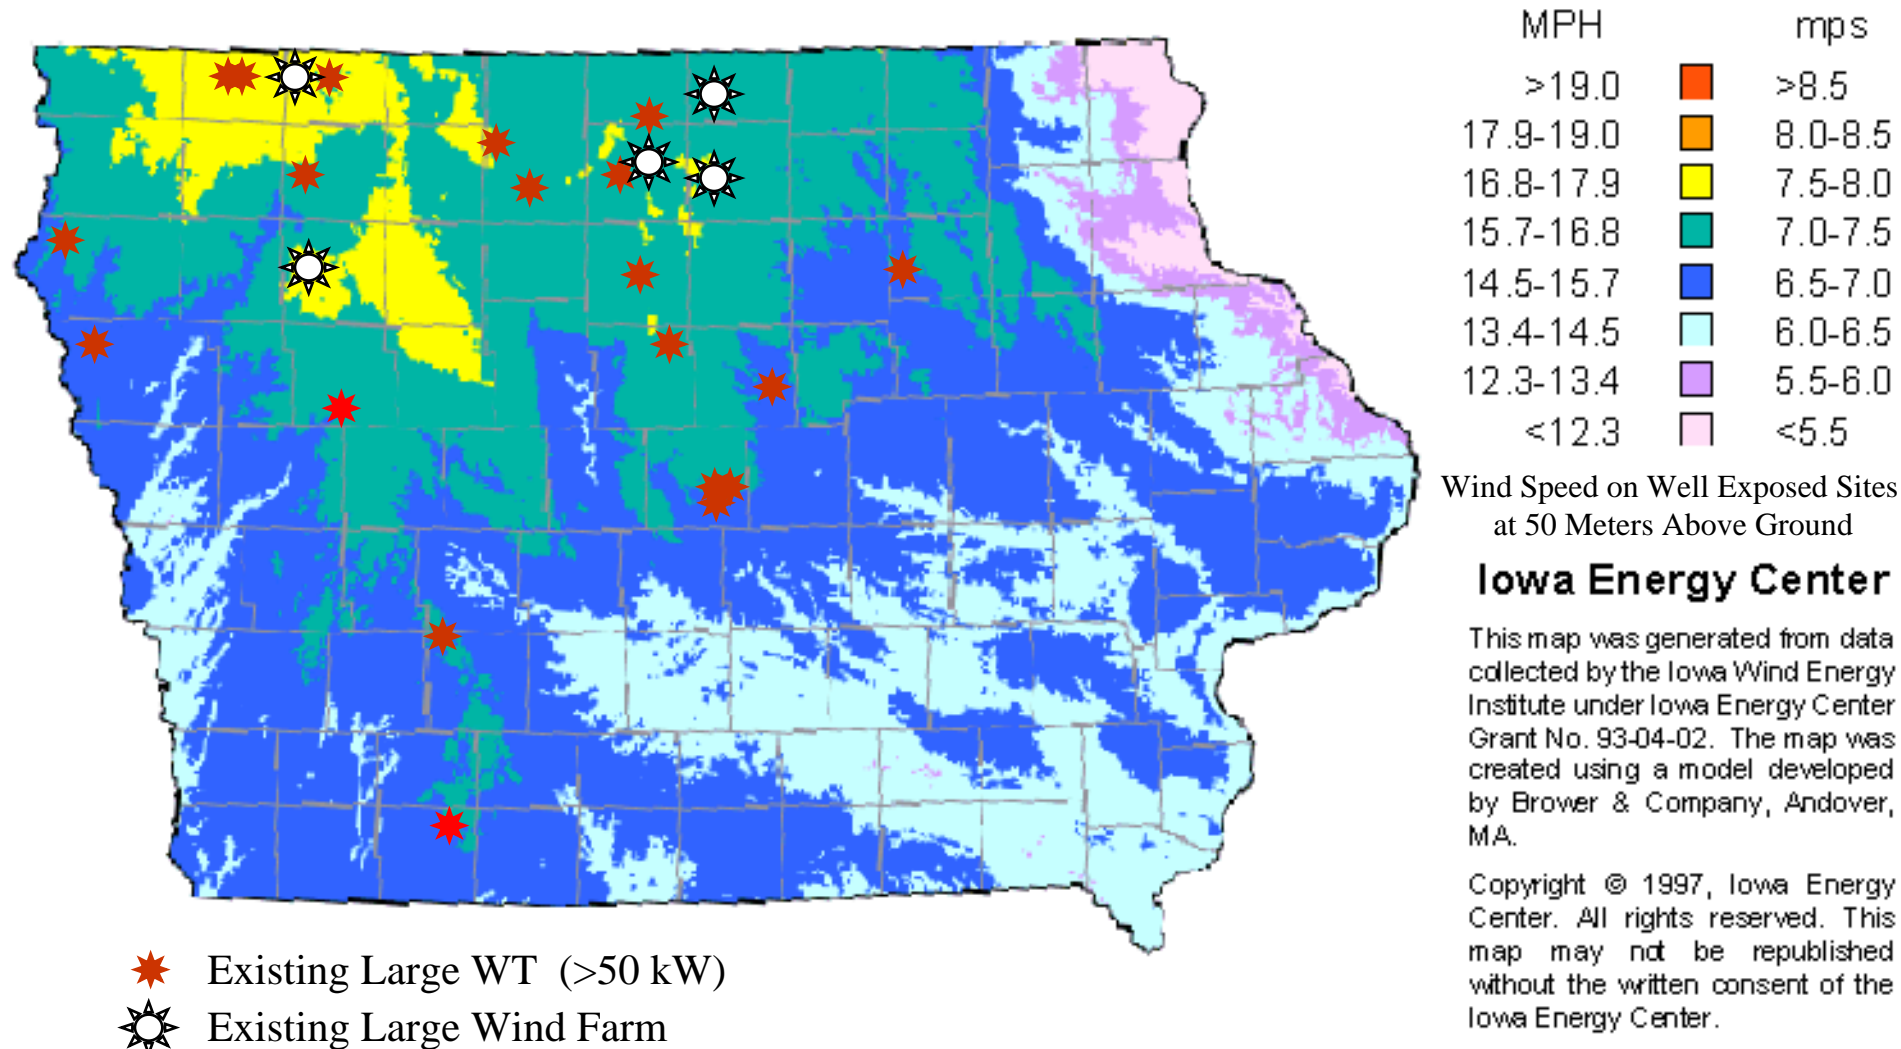 MPH mps
>19.0 >8.5
17.9-19.0 8.0-8.5
16.8-17.9 7.5-8.0
15.7-16.8 7.0-7.5
14.5-15.7 6.5-7.0
13.4-14.5 6.0-6.5
12.3-13.4 5.5-6.0
<12.3 <5.5
Wind Speed on Well Exposed Sites
at 50 Meters Above Ground
Iowa Energy Center
This map was generated from data
collected by the Iowa Wind Energy
Institute under Iowa Energy Center
Grant No. 93-04-02. The map was
created using a model developed
by Brower & Company, Andover,
MA.
Copyright © 1997, Iowa Energy
Center. All rights reserved. This
map may not be republished
without the written consent of the
Iowa Energy Center.
Existing Large WT (>50 kW)
Existing Large Wind Farm